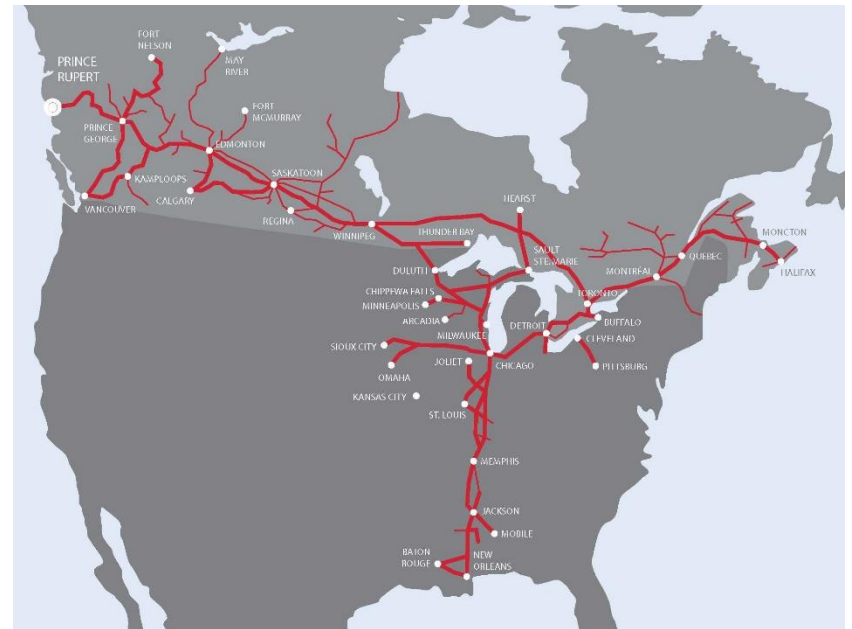 FORT
NELSON
PRINCE
RUPERT
MAY
RIVER
FORT
MCMURRAY
PRINCE
GEORGE
EDMONTON
SASKATOON
KAMPLOOPS
CALGARY
VANCOUVER
REGINA
WINNIPEG
HEARST
THUNDER BAY
SAULT
STE. MARIE
MONCTON
QUEBEC
HALIFAX
MONTRÉAL
DULUTH
CHIPPEWA FALLS
MINNEAPOLIS
ARCADIA
MILWAUKEE
TORONTO
BUFFALO
DETROIT
CLEVELAND
SIOUX CITY
JOLIET
CHICAGO
PITTSBURG
OMAHA
KANSAS CITY
ST. LOUIS
MEMPHIS
JACKSON
MOBILE
BATON
ROUGE
NEW
ORLEANS